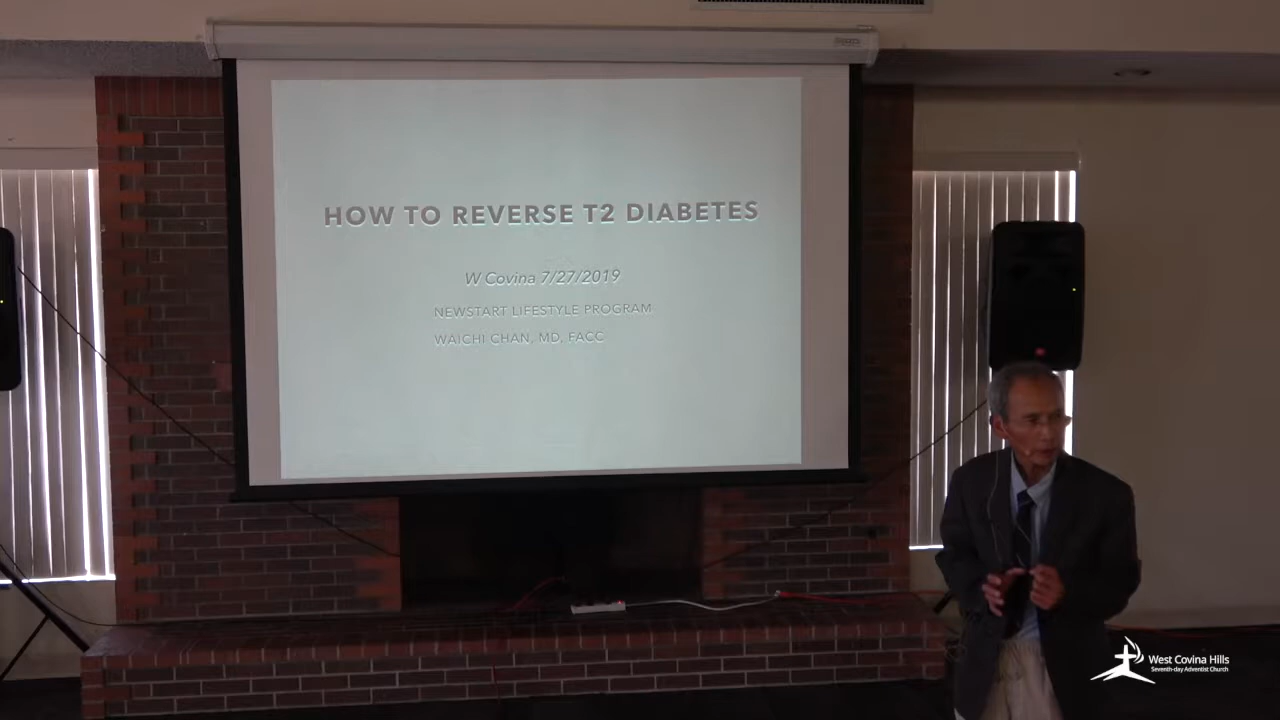 HOW TO REVERSE T2 DIABETES
W Covina 7/27/2019
NEWSTART LIFESTYLE PROGRAM
WAICHI CHAN, MD, FACC
West Covina Hills
Seventh-day Adventist Church